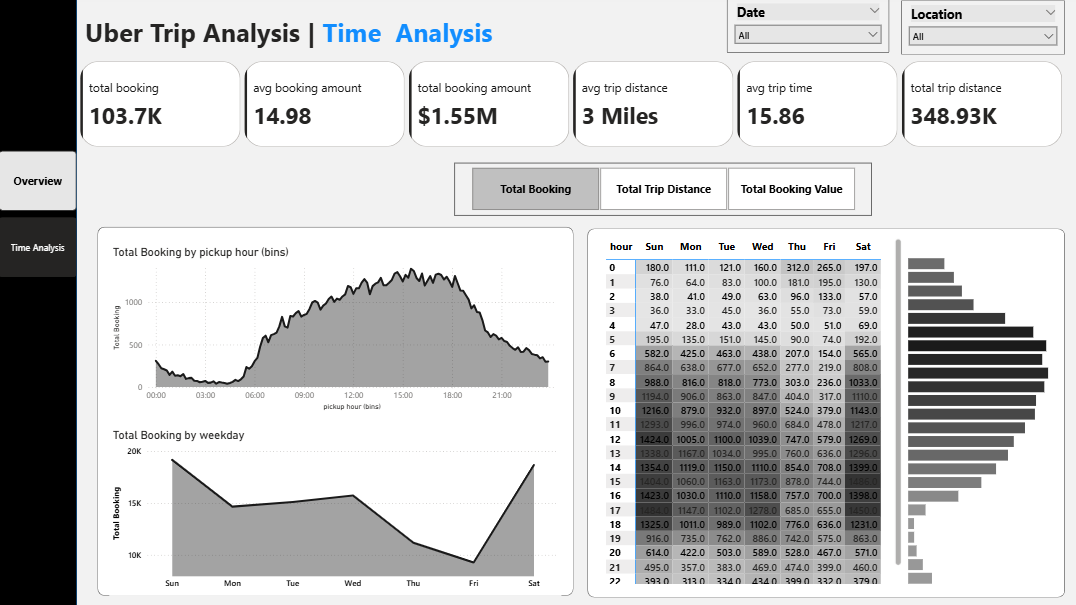 Uber Trip Analysis | Time Analysis
Date
All
Location
All
total booking
103.7K
avg booking amount
14.98
total booking amount
$1.55M
avg trip distance
3 Miles
avg trip time
15.86
total trip distance
348.93K
Overview
Time Analysis
Total Booking
Total Trip Distance
Total Booking Value
Total Booking by pickup hour (bins)
Total Booking
1000
500
0
00:00 03:00 06:00 09:00 12:00 15:00 18:00 21:00
pickup hour (bins)
Total Booking by weekday
Total Booking
20K
15K
10K
Sun Mon Tue Wed Thu Fri Sat
hour Sun Mon Tue Wed Thu Fri Sat
0 180.0 111.0 121.0 160.0 312.0 265.0 197.0
1 76.0 64.0 83.0 100.0 181.0 195.0 130.0
2 38.0 41.0 49.0 63.0 96.0 133.0 57.0
3 36.0 33.0 45.0 36.0 55.0 73.0 59.0
4 47.0 28.0 43.0 43.0 50.0 51.0 69.0
5 195.0 135.0 151.0 145.0 90.0 74.0 192.0
6 582.0 425.0 463.0 438.0 207.0 154.0 565.0
7 864.0 638.0 677.0 652.0 277.0 219.0 808.0
8 988.0 816.0 818.0 773.0 303.0 236.0 1033.0
9 1194.0 906.0 863.0 847.0 404.0 317.0 1110.0
10 1216.0 879.0 932.0 897.0 524.0 379.0 1143.0
11 1293.0 996.0 974.0 960.0 684.0 478.0 1217.0
12 1424.0 1005.0 1100.0 1039.0 747.0 579.0 1269.0
13 1338.0 1167.0 1034.0 995.0 760.0 636.0 1296.0
14 1354.0 1119.0 1150.0 1110.0 854.0 708.0 1399.0
15 1404.0 1060.0 1163.0 1173.0 878.0 744.0
16 1423.0 1030.0 1110.0 1158.0 757.0 700.0 1398.0
17 1147.0 1102.0 1278.0 685.0 655.0
18 1325.0 1011.0 989.0 1102.0 776.0 636.0 1231.0
19 916.0 735.0 762.0 886.0 742.0 575.0 863.0
20 614.0 422.0 503.0 589.0 528.0 467.0 571.0
21 495.0 357.0 383.0 469.0 474.0 399.0 460.0
22 393.0 313.0 334.0 434.0 399.0 332.0 379.0